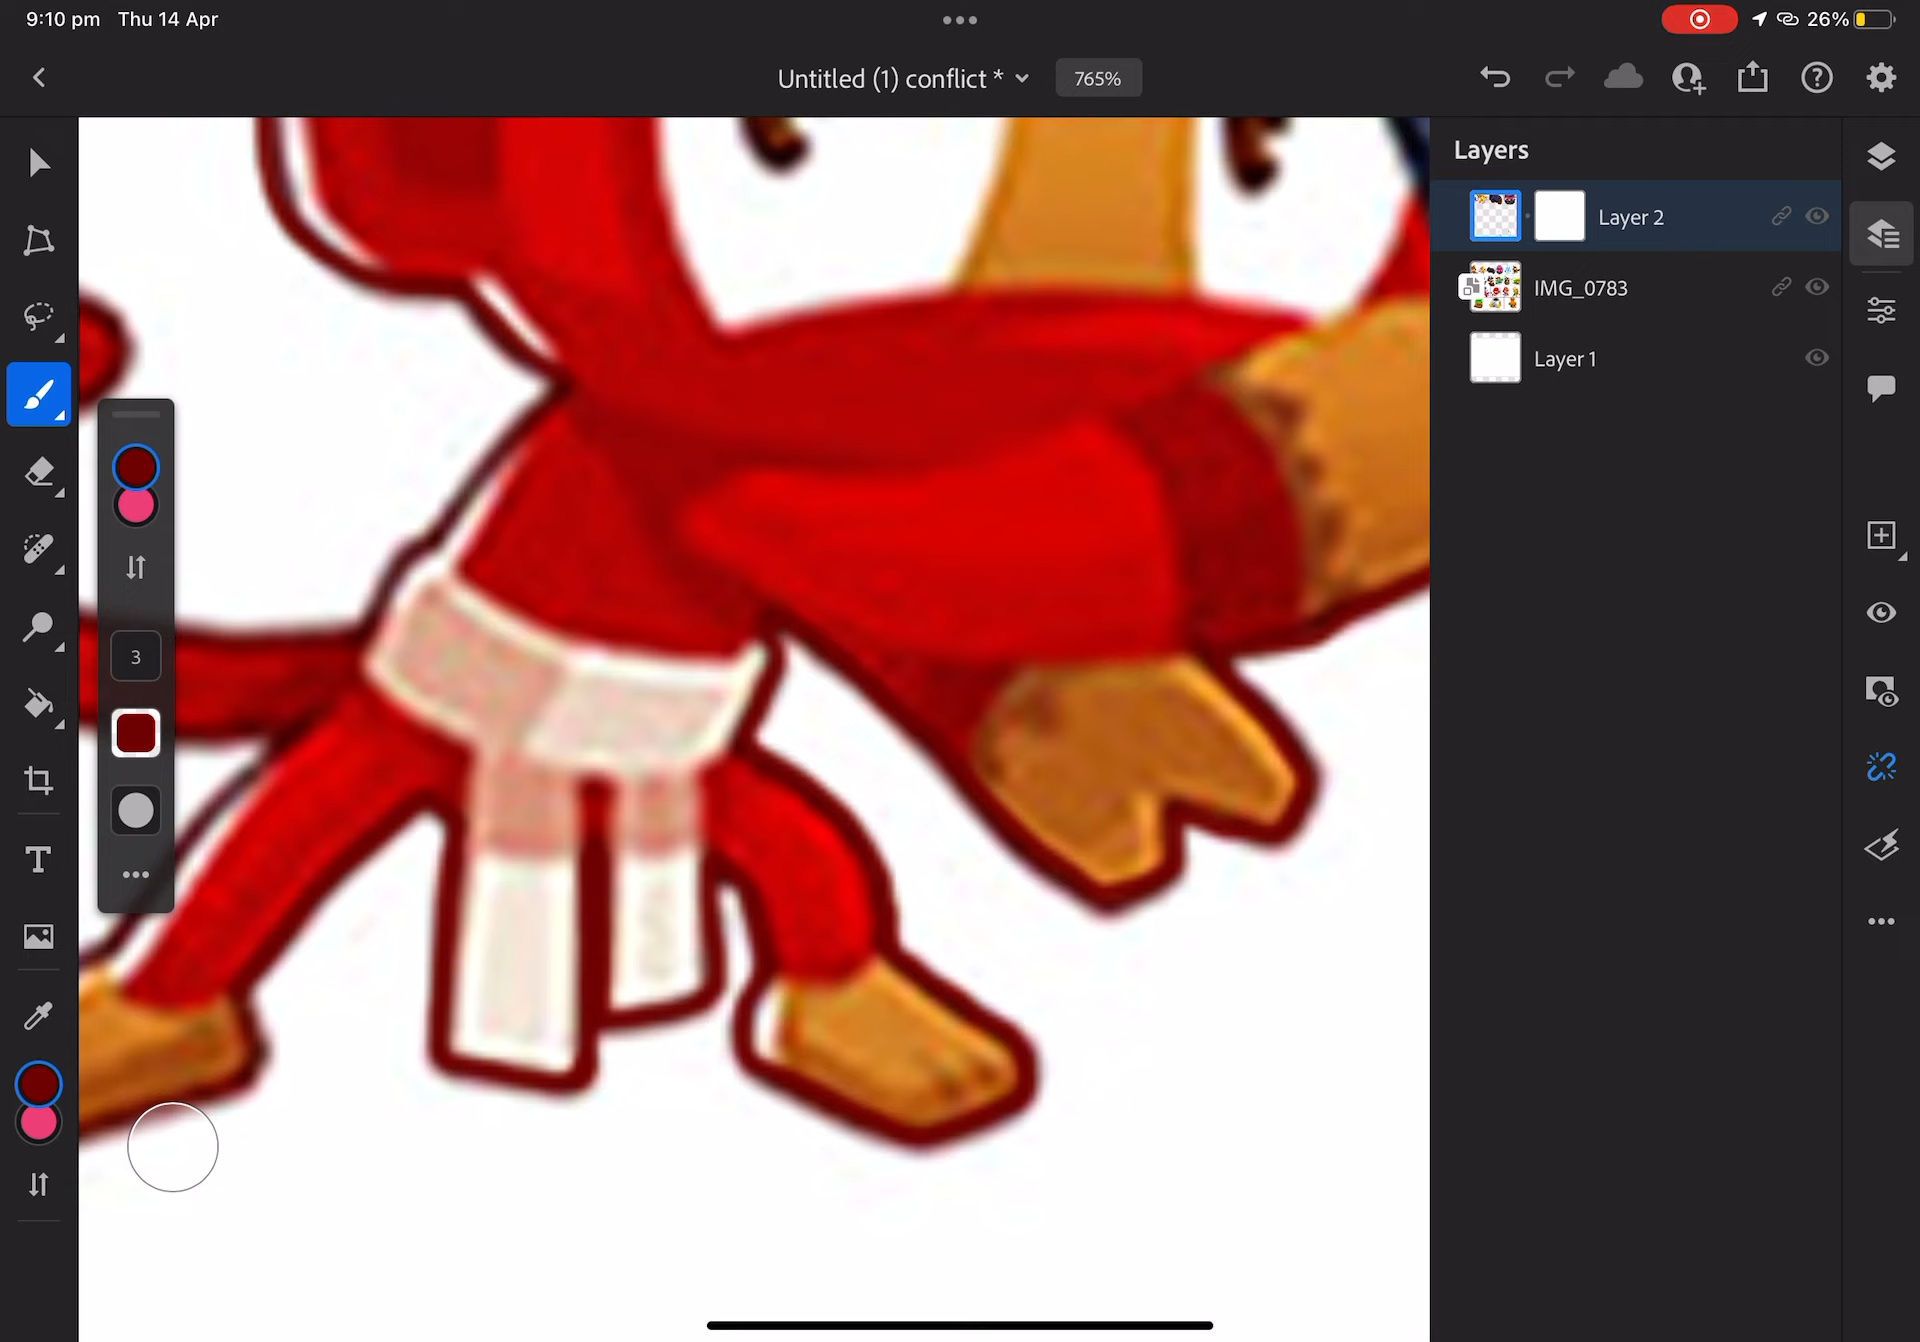 9:10 pm Thu 14 Apr
26%
Untitled (1) conflict *
765%
Layers
Layer 2
IMG_0783
Layer 1
3
T